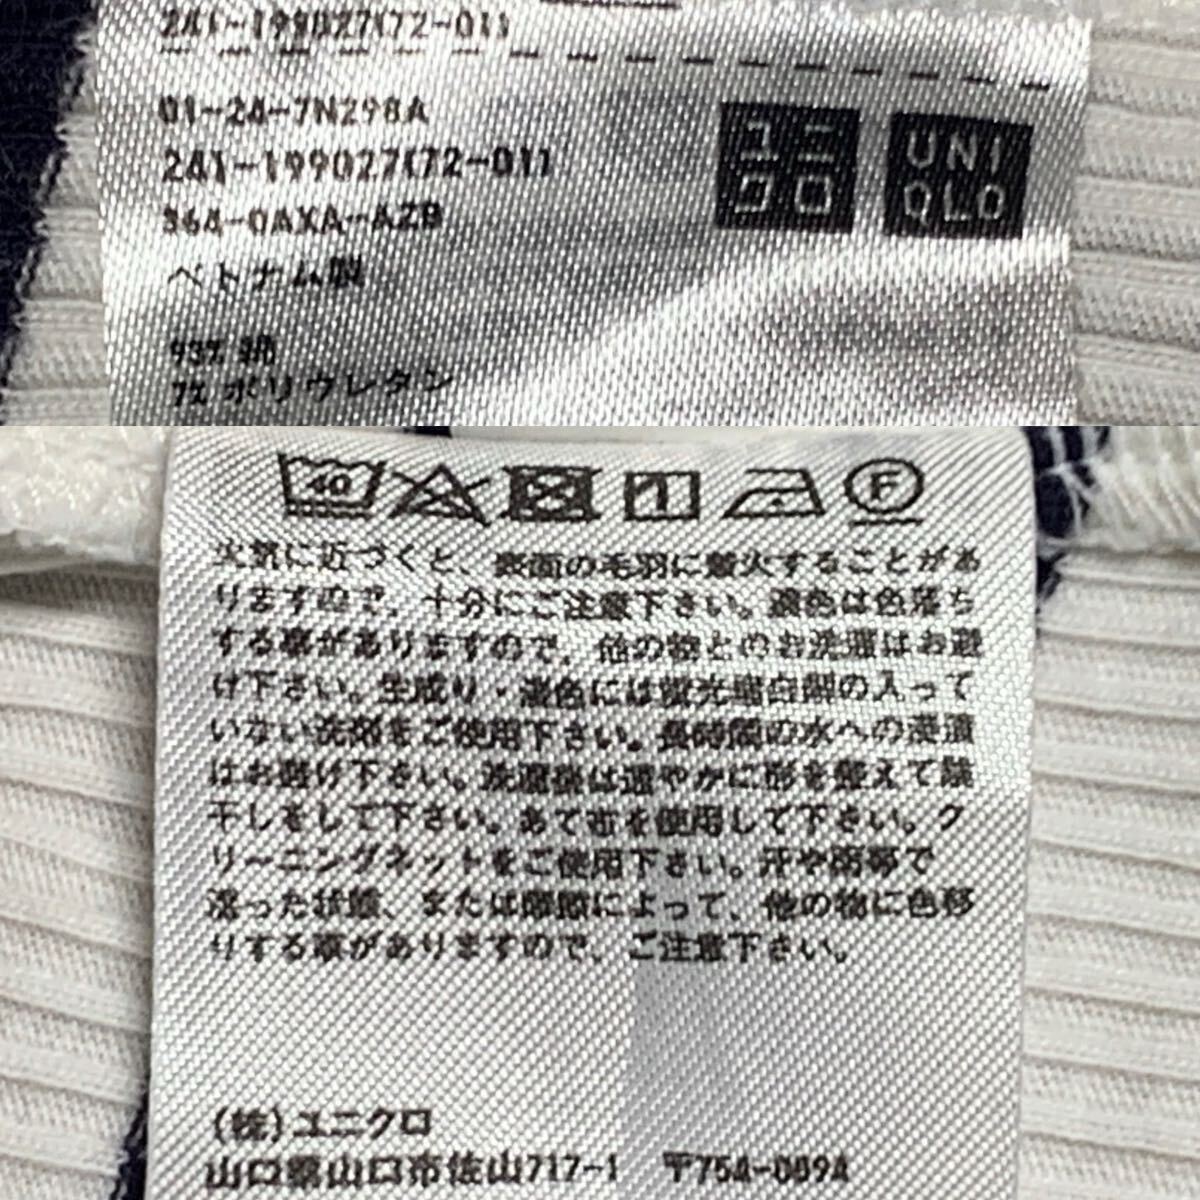 241-199027(72-01)
01-24-7N298A
241-199027(72-01)
364-0AXA-AZB
ベトナム製
93% 綿
7% ポリウレタン
ユニ
クロ
UNI
QLO
40
1
F
火気に近づくと、表面の毛羽に着火することがあ
りますので、十分にご注意下さい。濃色は色落ち
する事がありますので、他の物とのお洗濯はお避
け下さい。生成り・淡色には蛍光増白剤の入って
いない洗剤をご使用下さい。長時間の水への浸漬
はお避け下さい。洗濯後は速やかに形を整えて陰
干しをして下さい。あて布を使用して下さい。ク
リーニングネットをご使用下さい。汗や雨等で
湿った状態、または摩擦によって、他の物に色移
りする事がありますので、ご注意下さい。
(株)ユニクロ
山口県山口市佐山717-1 〒754-0894